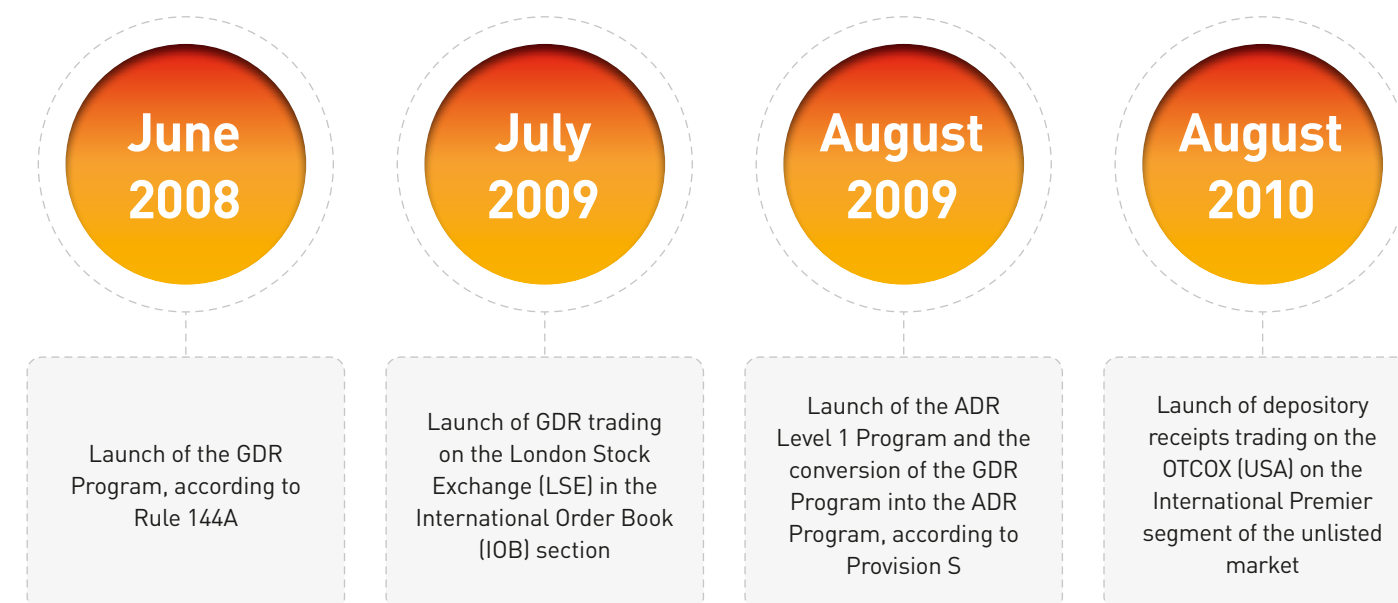 June
2008
Launch of the GDR
Program, according to
Rule 144A
July
2009
Launch of GDR trading
on the London Stock
Exchange (LSE) in the
International Order Book
(IOB) section
August
2009
Launch of the ADR
Level 1 Program and the
conversion of the GDR
Program into the ADR
Program, according to
Provision S
August
2010
Launch of depository
receipts trading on the
OTCOX (USA) on the
International Premier
segment of the unlisted
market